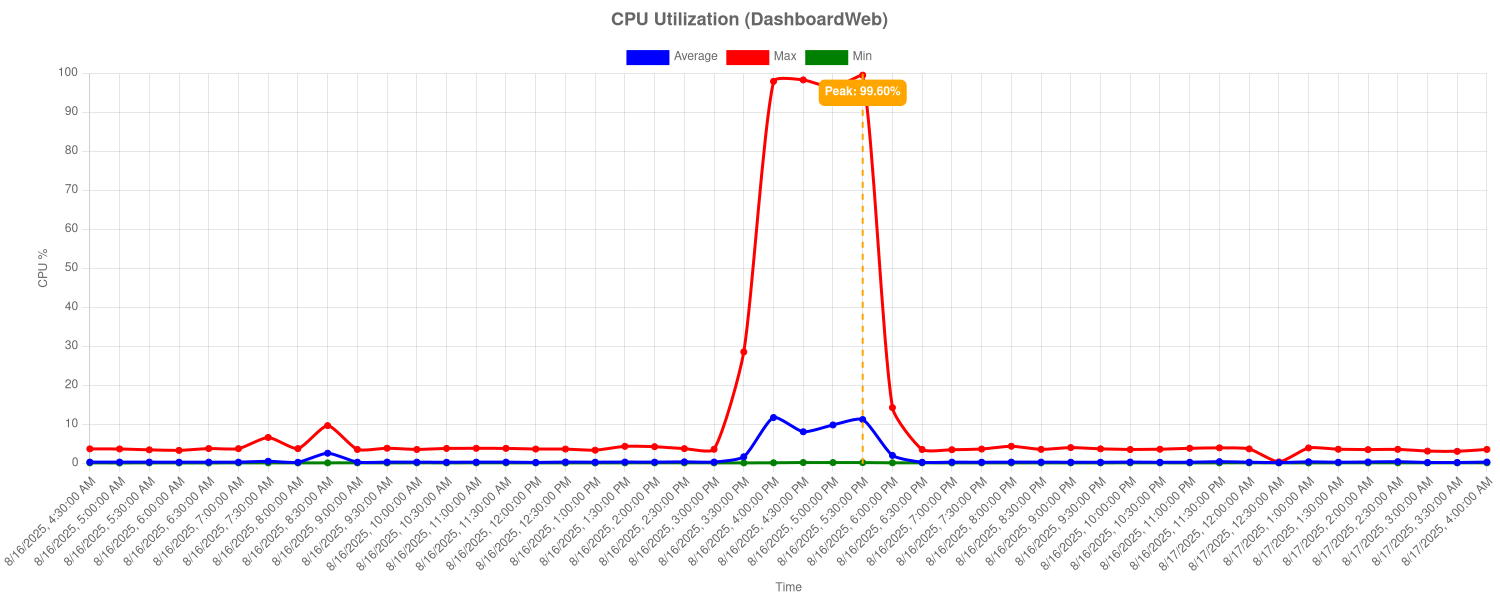 CPU Utilization (DashboardWeb)
Average
Max
Min
Peak: 99.60%
100
90
80
70
60
50
40
30
20
10
0
CPU %
8/16/2025, 4:30:00 AM
8/16/2025, 5:00:00 AM
8/16/2025, 5:30:00 AM
8/16/2025, 6:00:00 AM
8/16/2025, 6:30:00 AM
8/16/2025, 7:00:00 AM
8/16/2025, 7:30:00 AM
8/16/2025, 8:00:00 AM
8/16/2025, 8:30:00 AM
8/16/2025, 9:00:00 AM
8/16/2025, 9:30:00 AM
8/16/2025, 10:00:00 AM
8/16/2025, 10:30:00 AM
8/16/2025, 11:00:00 AM
8/16/2025, 11:30:00 AM
8/16/2025, 12:00:00 PM
8/16/2025, 12:30:00 PM
8/16/2025, 1:00:00 PM
8/16/2025, 1:30:00 PM
8/16/2025, 2:00:00 PM
8/16/2025, 2:30:00 PM
8/16/2025, 3:00:00 PM
8/16/2025, 3:30:00 PM
8/16/2025, 4:00:00 PM
8/16/2025, 4:30:00 PM
8/16/2025, 5:00:00 PM
8/16/2025, 5:30:00 PM
8/16/2025, 6:00:00 PM
8/16/2025, 6:30:00 PM
8/16/2025, 7:00:00 PM
8/16/2025, 7:30:00 PM
8/16/2025, 8:00:00 PM
8/16/2025, 8:30:00 PM
8/16/2025, 9:00:00 PM
8/16/2025, 9:30:00 PM
8/16/2025, 10:00:00 PM
8/16/2025, 10:30:00 PM
8/16/2025, 11:00:00 PM
8/16/2025, 11:30:00 PM
8/17/2025, 12:00:00 AM
8/17/2025, 12:30:00 AM
8/17/2025, 1:00:00 AM
8/17/2025, 1:30:00 AM
8/17/2025, 2:00:00 AM
8/17/2025, 2:30:00 AM
8/17/2025, 3:00:00 AM
8/17/2025, 3:30:00 AM
8/17/2025, 4:00:00 AM
Time